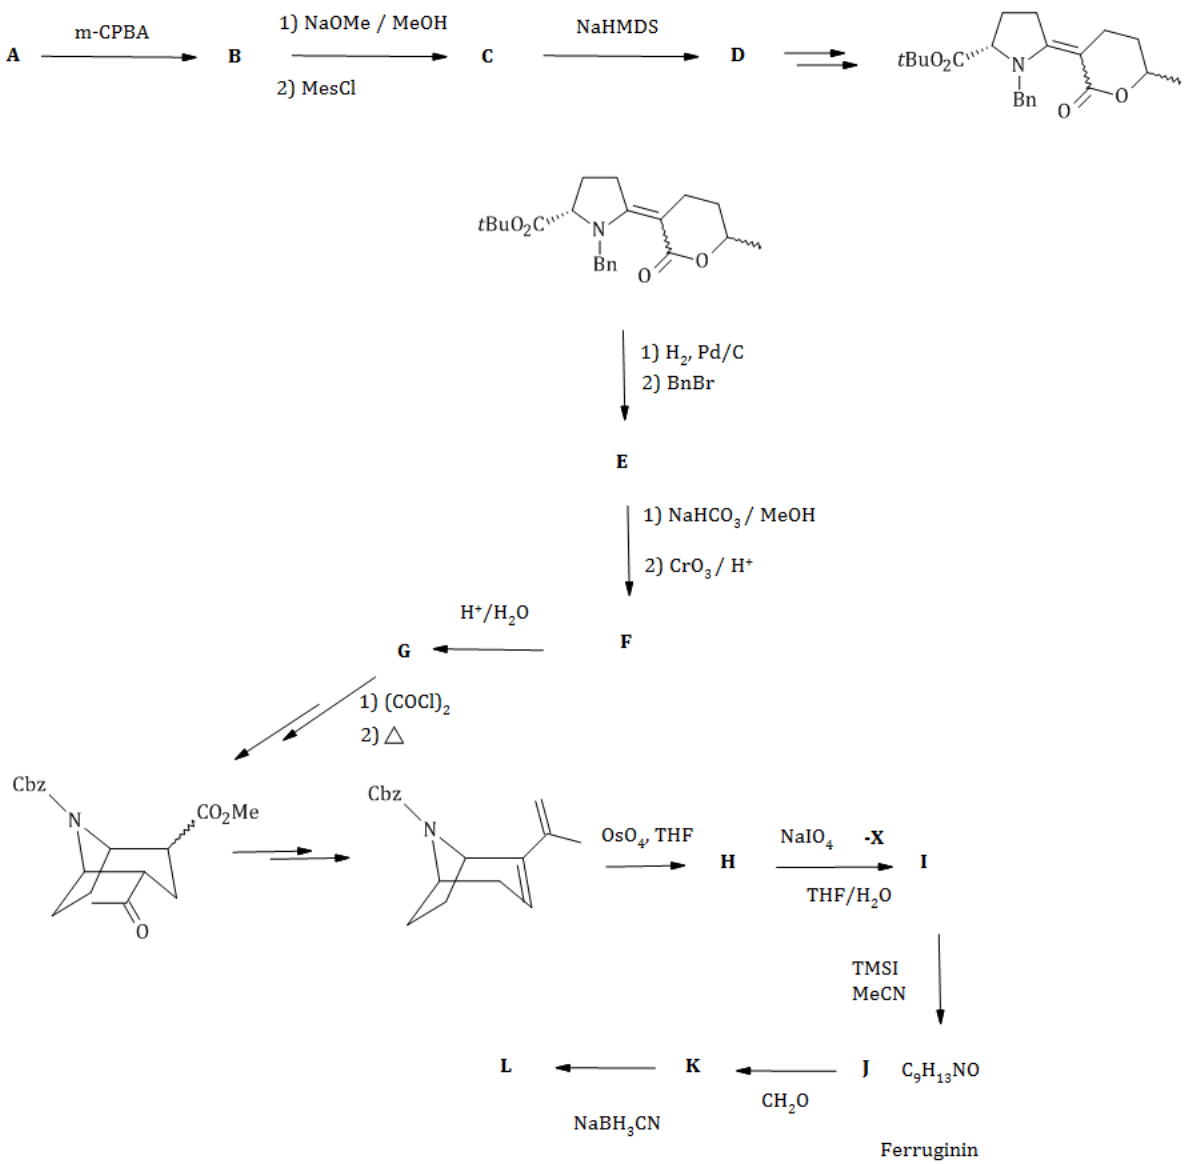 A m-CPBA B 1) NaOMe / MeOH C NaHMDS D
2) MesCl
tBuO₂C N Bn O O
tBuO₂C N Bn O O
1) H₂, Pd/C
2) BnBr
E
1) NaHCO₃ / MeOH
2) CrO₃ / H⁺
H⁺/H₂O
G F
1) (COCl)₂
2) △
Cbz N CO₂Me O
Cbz N
OsO₄, THF H NaIO₄ -X I
THF/H₂O
TMSI
MeCN
L K J C₉H₁₃NO
NaBH₃CN CH₂O
Ferruginin